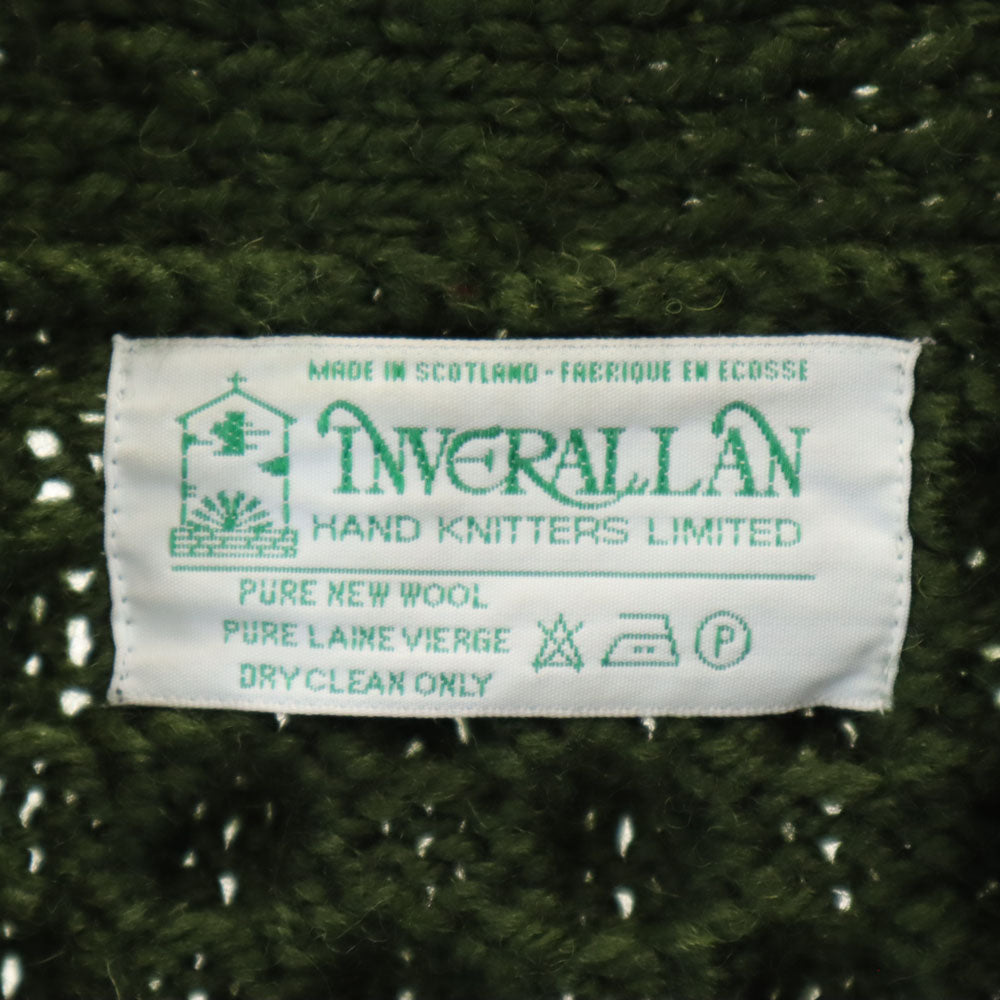 MADE IN SCOTLAND - FABRIQUE EN ECOSSE
INVERALLAN
HAND KNITTERS LIMITED
PURE NEW WOOL
PURE LAINE VIERGE
DRY CLEAN ONLY
P